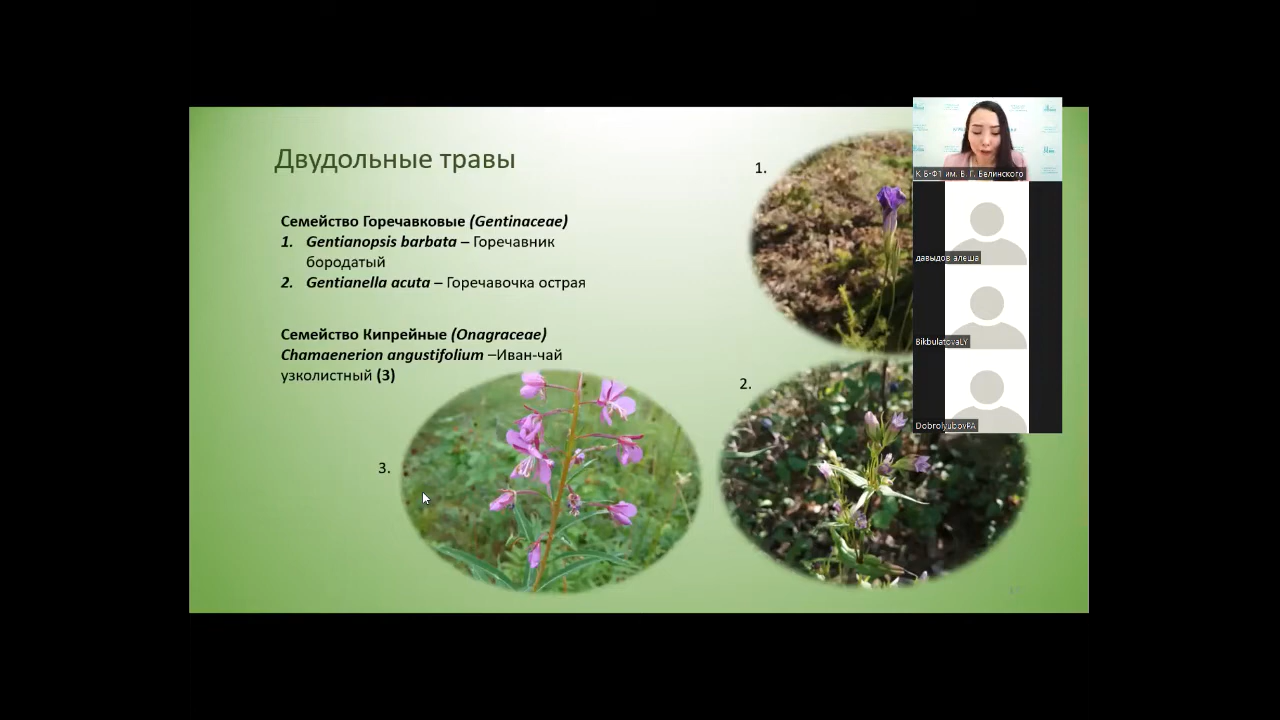 Двудольные травы
Семейство Горечавковые (Gentinaceae)
1. Gentianopsis barbata – Горечавник
бородатый
2. Gentianella acuta – Горечавочка острая
Семейство Кипрейные (Onagraceae)
Chamaenerion angustifolium –Иван-чай
узколистный (3)
1.
2.
3.
им. В. Г. Белинского
давыдов алеша
BikbulatovaLY
DobrolyubovPA